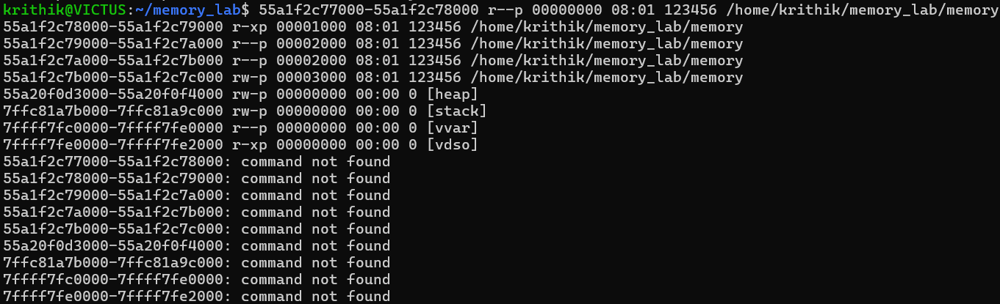 krithik@VICTUS:~/memory_lab$ 55a1f2c77000-55a1f2c78000 r--p 00000000 08:01 123456 /home/krithik/memory_lab/memory
55a1f2c78000-55a1f2c79000 r-xp 00001000 08:01 123456 /home/krithik/memory_lab/memory
55a1f2c79000-55a1f2c7a000 r--p 00002000 08:01 123456 /home/krithik/memory_lab/memory
55a1f2c7a000-55a1f2c7b000 r--p 00002000 08:01 123456 /home/krithik/memory_lab/memory
55a1f2c7b000-55a1f2c7c000 rw-p 00003000 08:01 123456 /home/krithik/memory_lab/memory
55a20f0d3000-55a20f0f4000 rw-p 00000000 00:00 0 [heap]
7ffc81a7b000-7ffc81a9c000 rw-p 00000000 00:00 0 [stack]
7ffff7fc0000-7ffff7fe0000 r--p 00000000 00:00 0 [vvar]
7ffff7fe0000-7ffff7fe2000 r-xp 00000000 00:00 0 [vdso]
55a1f2c77000-55a1f2c78000: command not found
55a1f2c78000-55a1f2c79000: command not found
55a1f2c79000-55a1f2c7a000: command not found
55a1f2c7a000-55a1f2c7b000: command not found
55a1f2c7b000-55a1f2c7c000: command not found
55a20f0d3000-55a20f0f4000: command not found
7ffc81a7b000-7ffc81a9c000: command not found
7ffff7fc0000-7ffff7fe0000: command not found
7ffff7fe0000-7ffff7fe2000: command not found